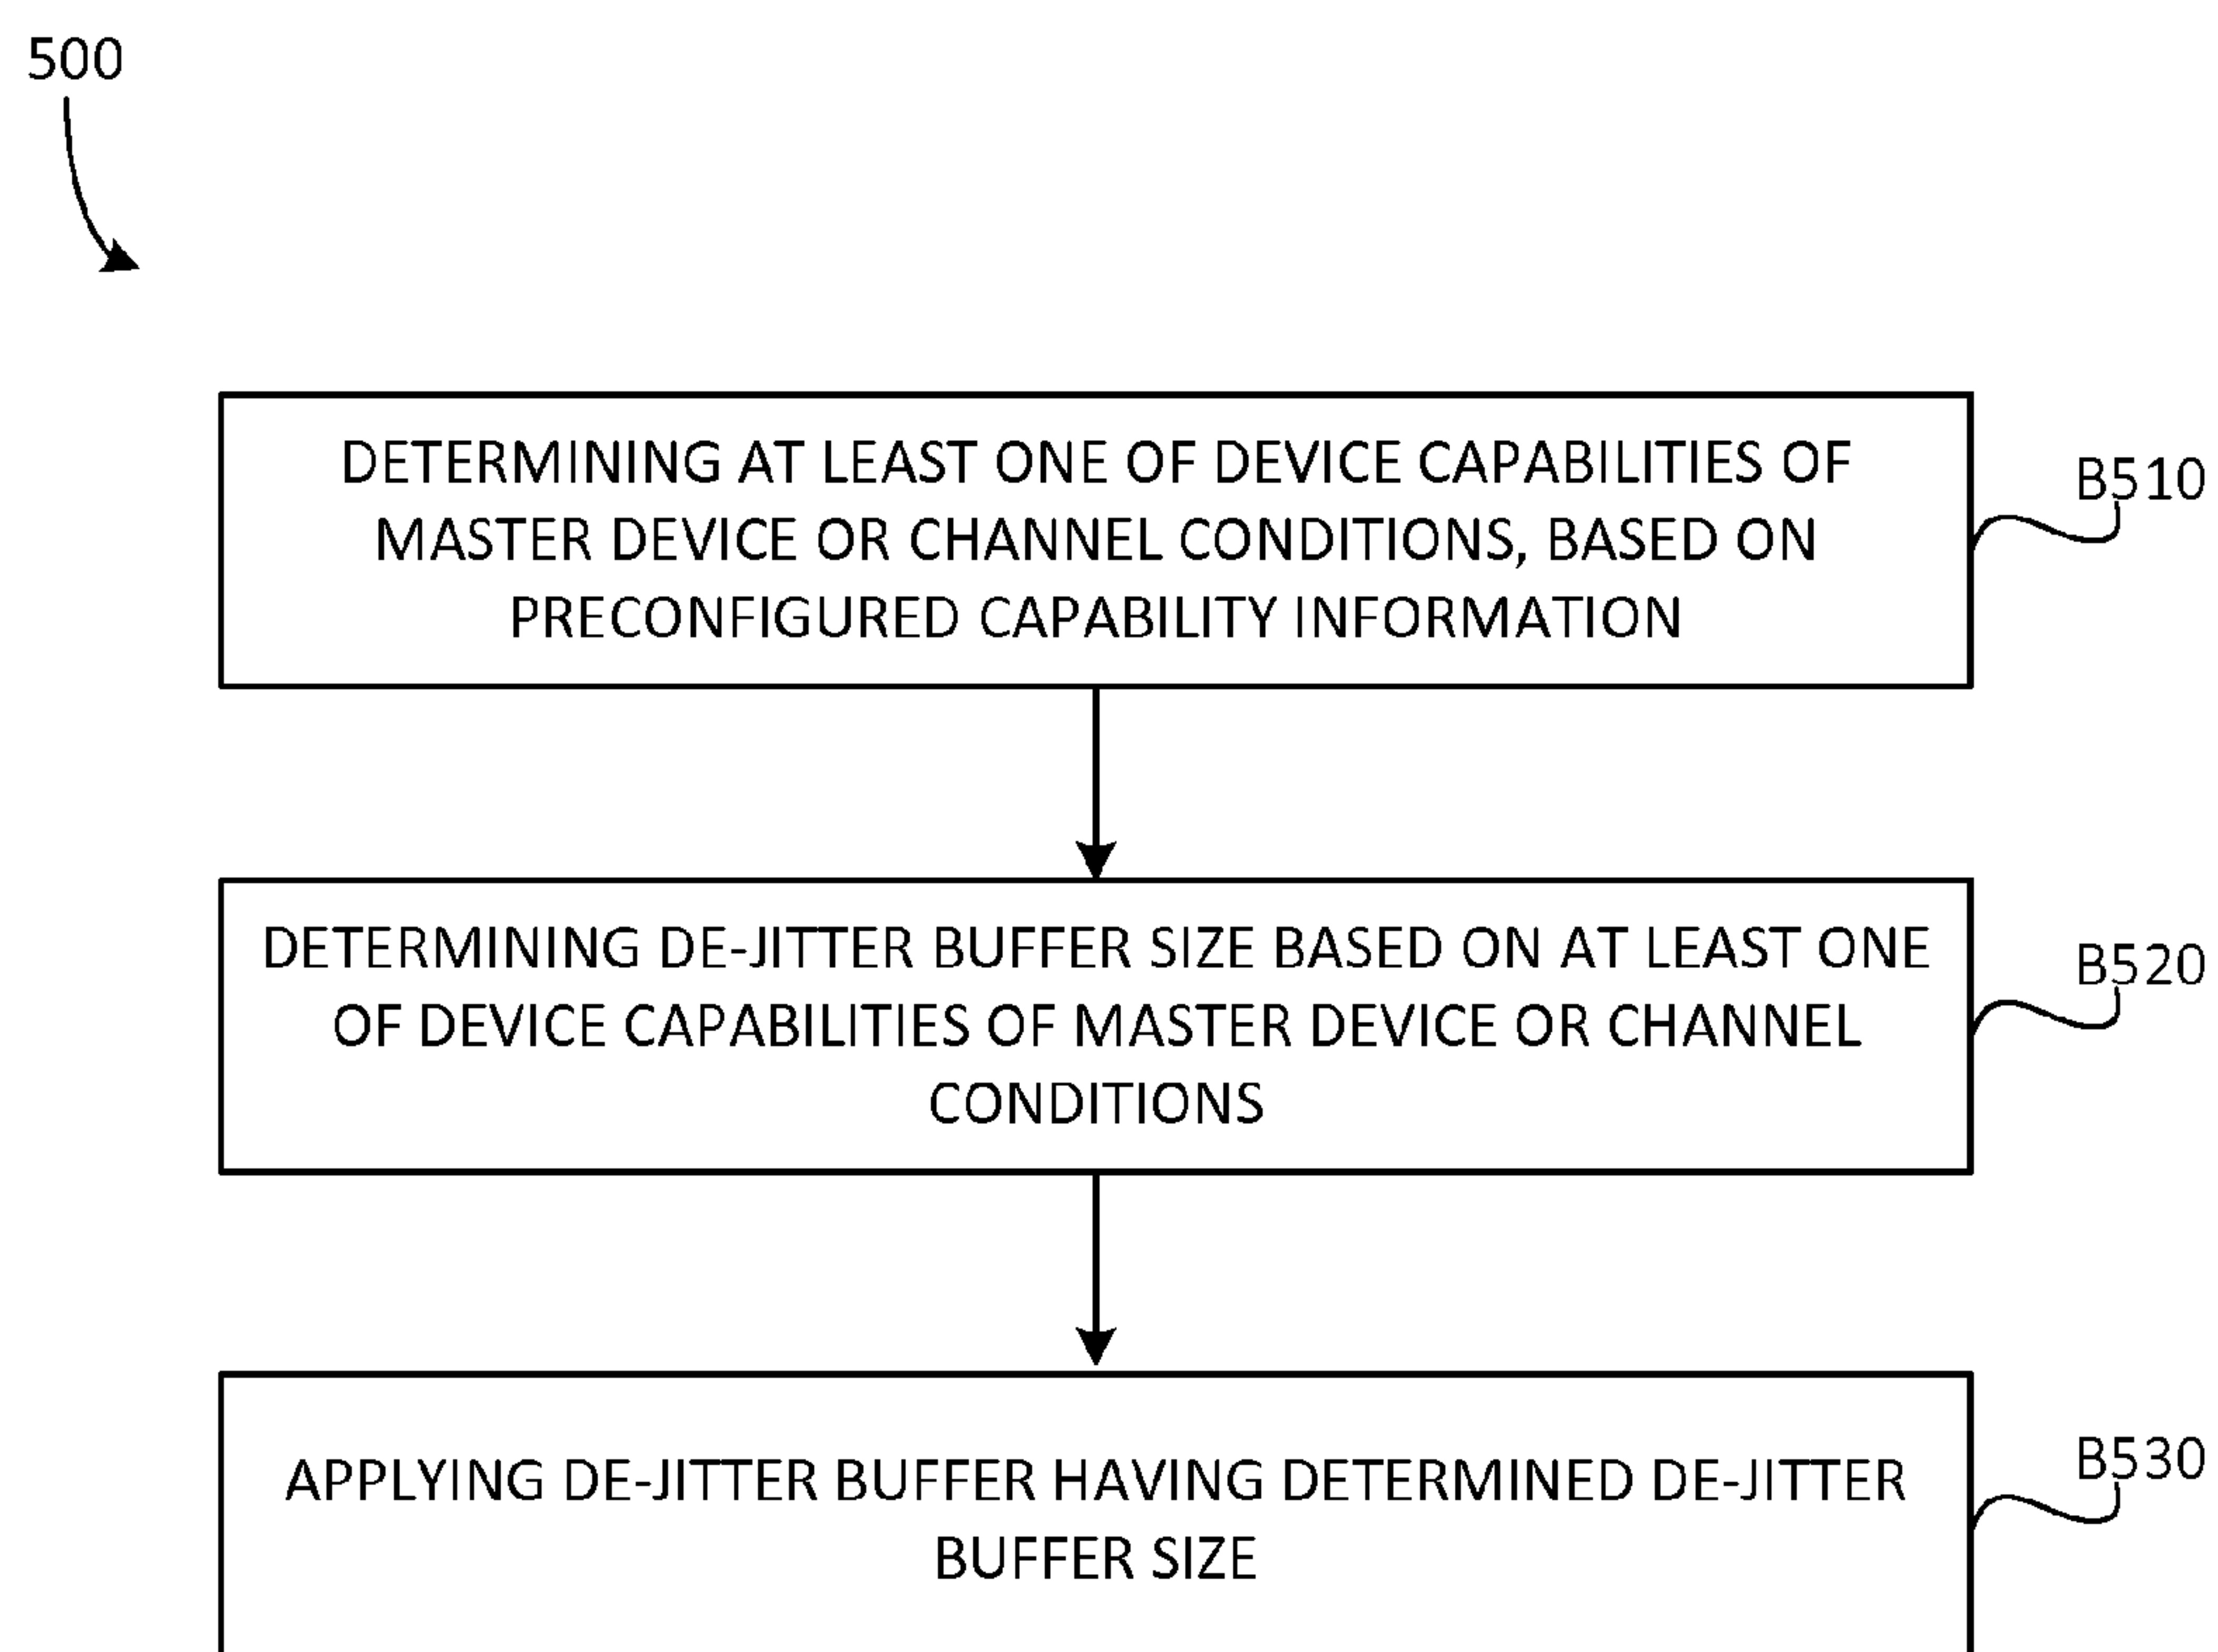 500
DETERMINING AT LEAST ONE OF DEVICE CAPABILITIES OF
MASTER DEVICE OR CHANNEL CONDITIONS, BASED ON
PRECONFIGURED CAPABILITY INFORMATION
B510
DETERMINING DE-JITTER BUFFER SIZE BASED ON AT LEAST ONE
OF DEVICE CAPABILITIES OF MASTER DEVICE OR CHANNEL
CONDITIONS
B520
APPLYING DE-JITTER BUFFER HAVING DETERMINED DE-JITTER
BUFFER SIZE
B530